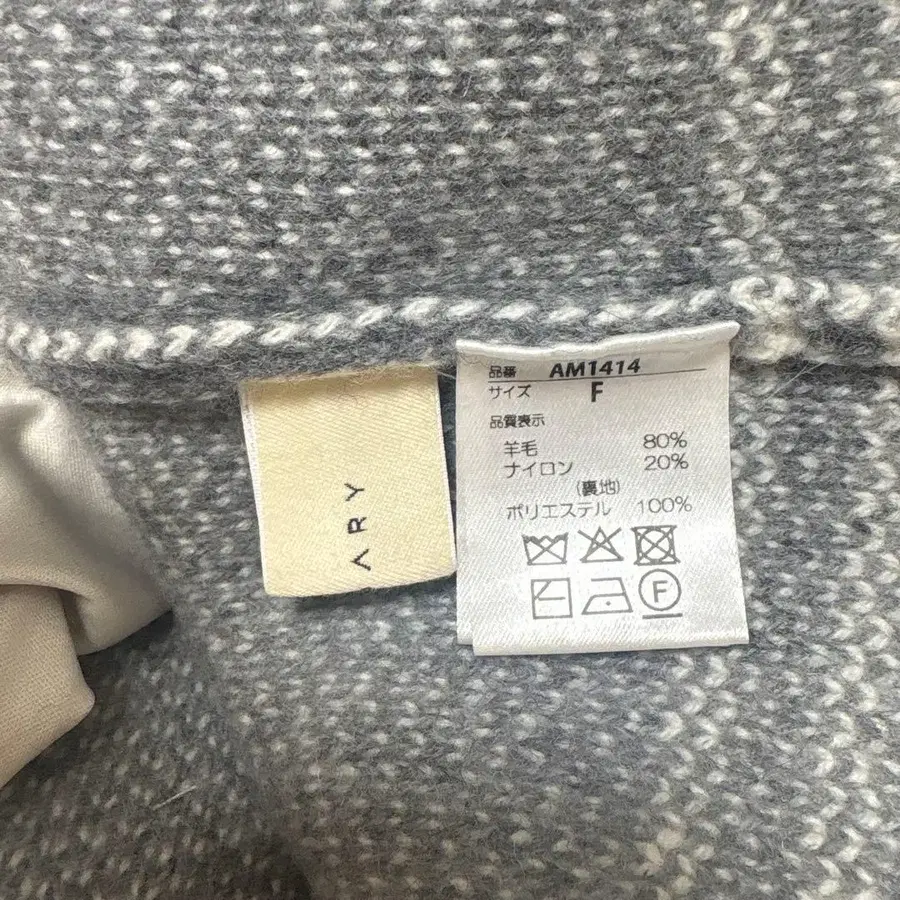 ARY
品番 AM1414
サイズ F
品質表示
羊毛 80%
ナイロン 20%
(裏地)
ポリエステル 100%
F